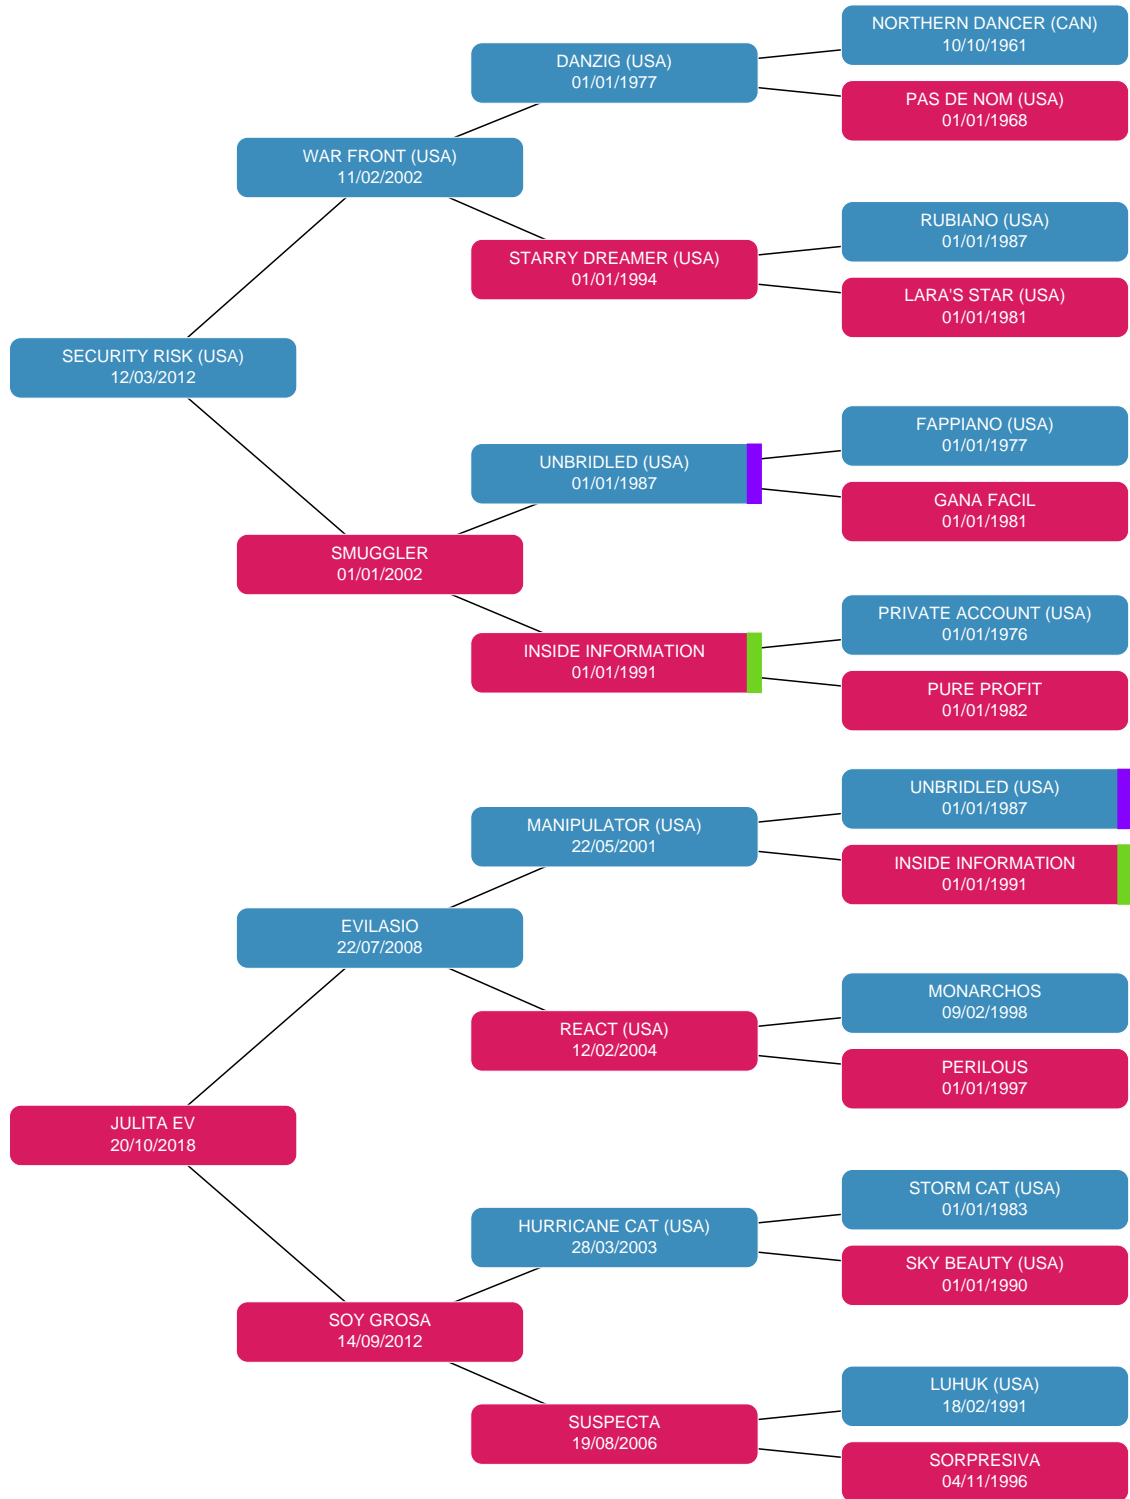 NORTHERN DANCER (CAN)
10/10/1961
DANZIG (USA)
01/01/1977
PAS DE NOM (USA)
01/01/1968
WAR FRONT (USA)
11/02/2002
RUBIANO (USA)
01/01/1987
STARRY DREAMER (USA)
01/01/1994
LARA'S STAR (USA)
01/01/1981
SECURITY RISK (USA)
12/03/2012
FAPPIANO (USA)
01/01/1977
UNBRIDLED (USA)
01/01/1987
GANA FACIL
01/01/1981
SMUGGLER
01/01/2002
PRIVATE ACCOUNT (USA)
01/01/1976
INSIDE INFORMATION
01/01/1991
PURE PROFIT
01/01/1982
UNBRIDLED (USA)
01/01/1987
MANIPULATOR (USA)
22/05/2001
INSIDE INFORMATION
01/01/1991
EVILASIO
22/07/2008
MONARCHOS
09/02/1998
REACT (USA)
12/02/2004
PERILOUS
01/01/1997
JULITA EV
20/10/2018
STORM CAT (USA)
01/01/1983
HURRICANE CAT (USA)
28/03/2003
SKY BEAUTY (USA)
01/01/1990
SOY GROSA
14/09/2012
LUHUK (USA)
18/02/1991
SUSPECTA
19/08/2006
SORPRESIVA
04/11/1996